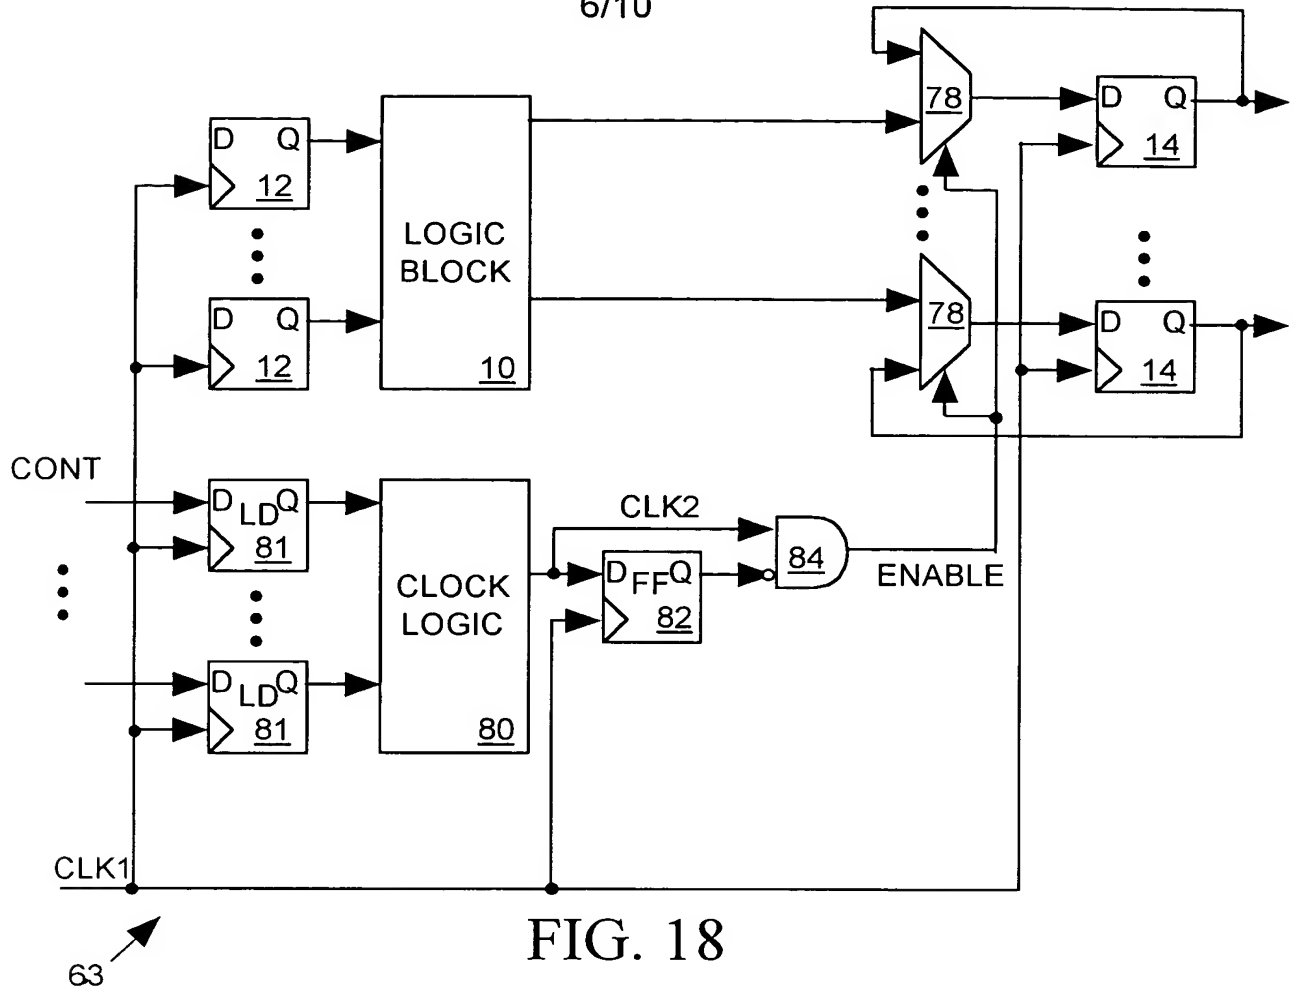 6/10
78
D Q
14
D Q
12
LOGIC
BLOCK
10
D Q
12
78
D Q
14
CONT
D LD Q
81
CLOCK
LOGIC
80
CLK2
D FF Q
82
84
ENABLE
D LD Q
81
CLK1
63
FIG. 18